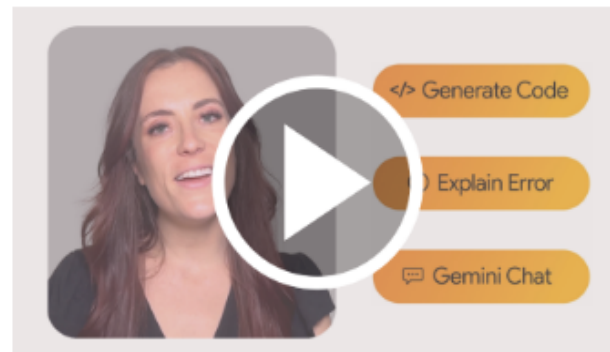 </> Generate Code
Explain Error
Gemini Chat